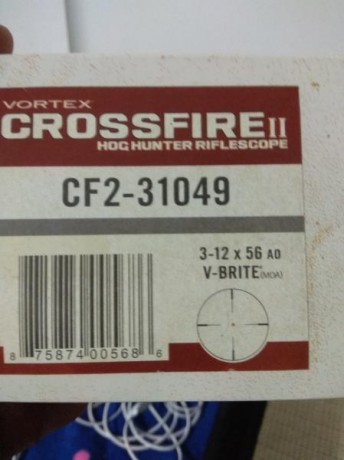 VORTEX
CROSSFIRE II
HOG HUNTER RIFLESCOPE
CF2-31049
3-12 x 56 AO
V-BRITE (MOA)
8 75874 00568 8